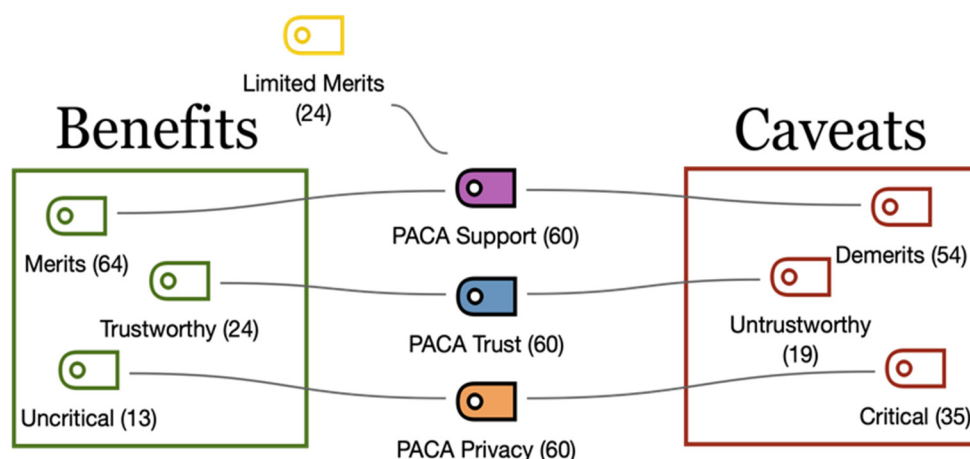 Limited Merits
(24)
Benefits
Caveats
Merits (64)
PACA Support (60)
Demerits (54)
Trustworthy (24)
PACA Trust (60)
Untrustworthy
(19)
Uncritical (13)
PACA Privacy (60)
Critical (35)